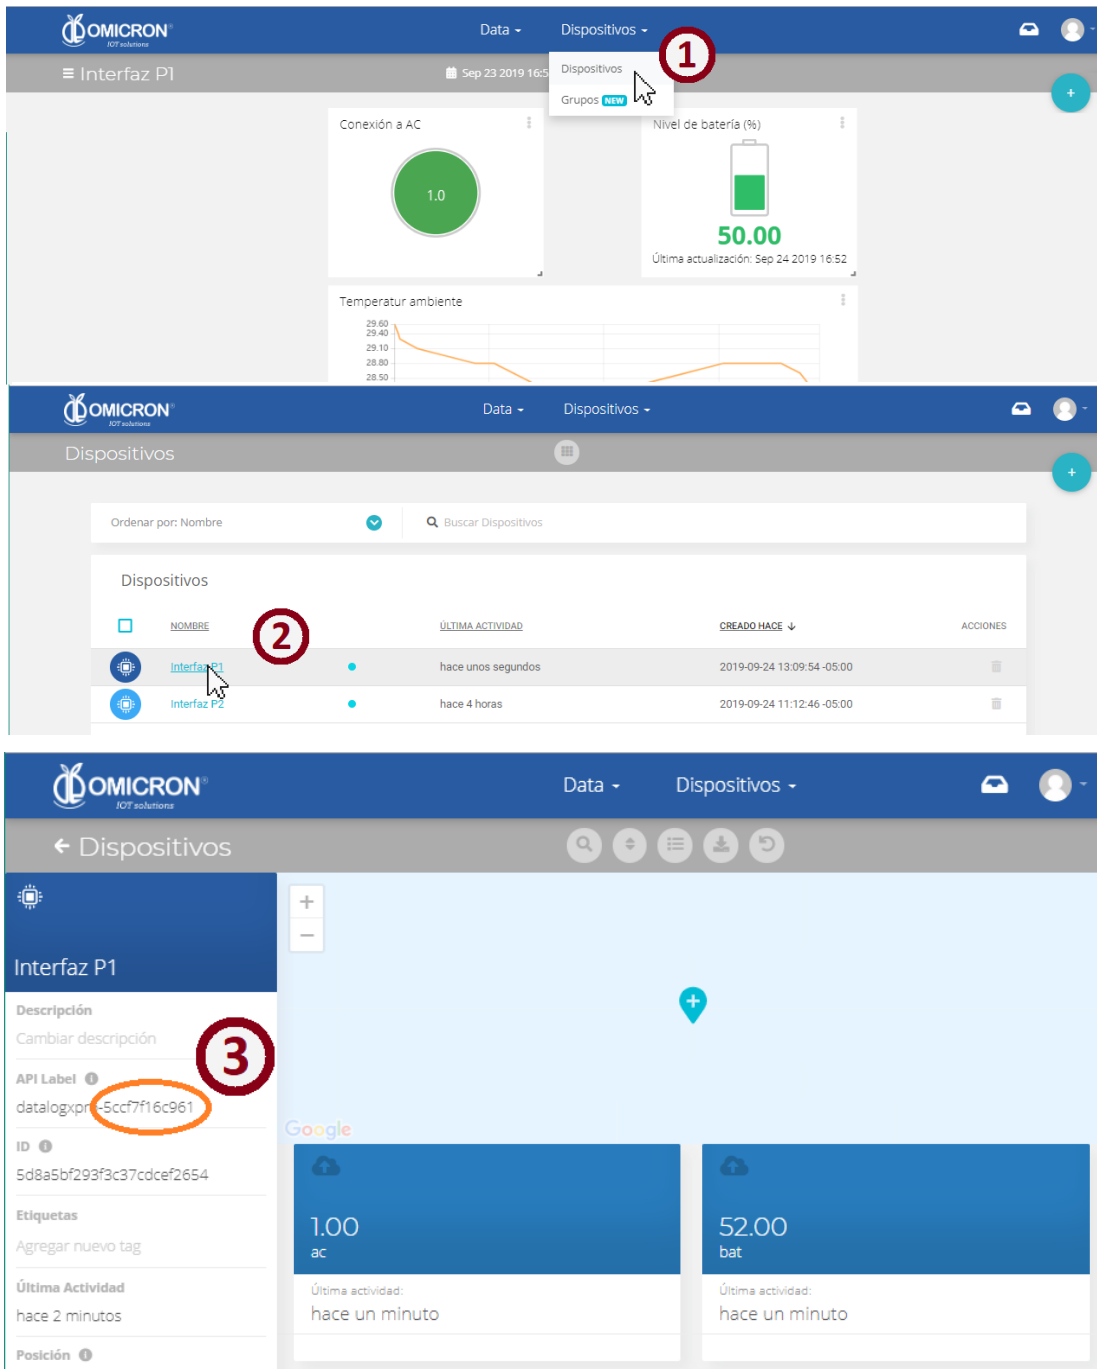 OMICRON®
IOT solutions
Data
Dispositivos
1
Interfaz P1
Sep 23 2019 16:5
Dispositivos
Grupos NEW
+
Conexión a AC
1.0
Nivel de batería (%)
50.00
Última actualización: Sep 24 2019 16:52
Temperatur ambiente
29.60
29.40
29.10
28.80
28.50
OMICRON®
IOT solutions
Data
Dispositivos
Dispositivos
+
Ordenar por: Nombre
Buscar Dispositivos
Dispositivos
2
NOMBRE
ÚLTIMA ACTIVIDAD
CREADO HACE
ACCIONES
Interfaz P1
hace unos segundos
2019-09-24 13:09:54 -05:00
Interfaz P2
hace 4 horas
2019-09-24 11:12:46 -05:00
OMICRON®
IOT solutions
Data
Dispositivos
Dispositivos
+
−
Interfaz P1
Descripción
Cambiar descripción
3
API Label
-5ccf7f16c961
Google
ID
5d8a5bf293f3c37cdcef2654
Etiquetas
Agregar nuevo tag
Última Actividad
hace 2 minutos
Posición
1.00
ac
Última actividad:
hace un minuto
52.00
bat
Última actividad:
hace un minuto